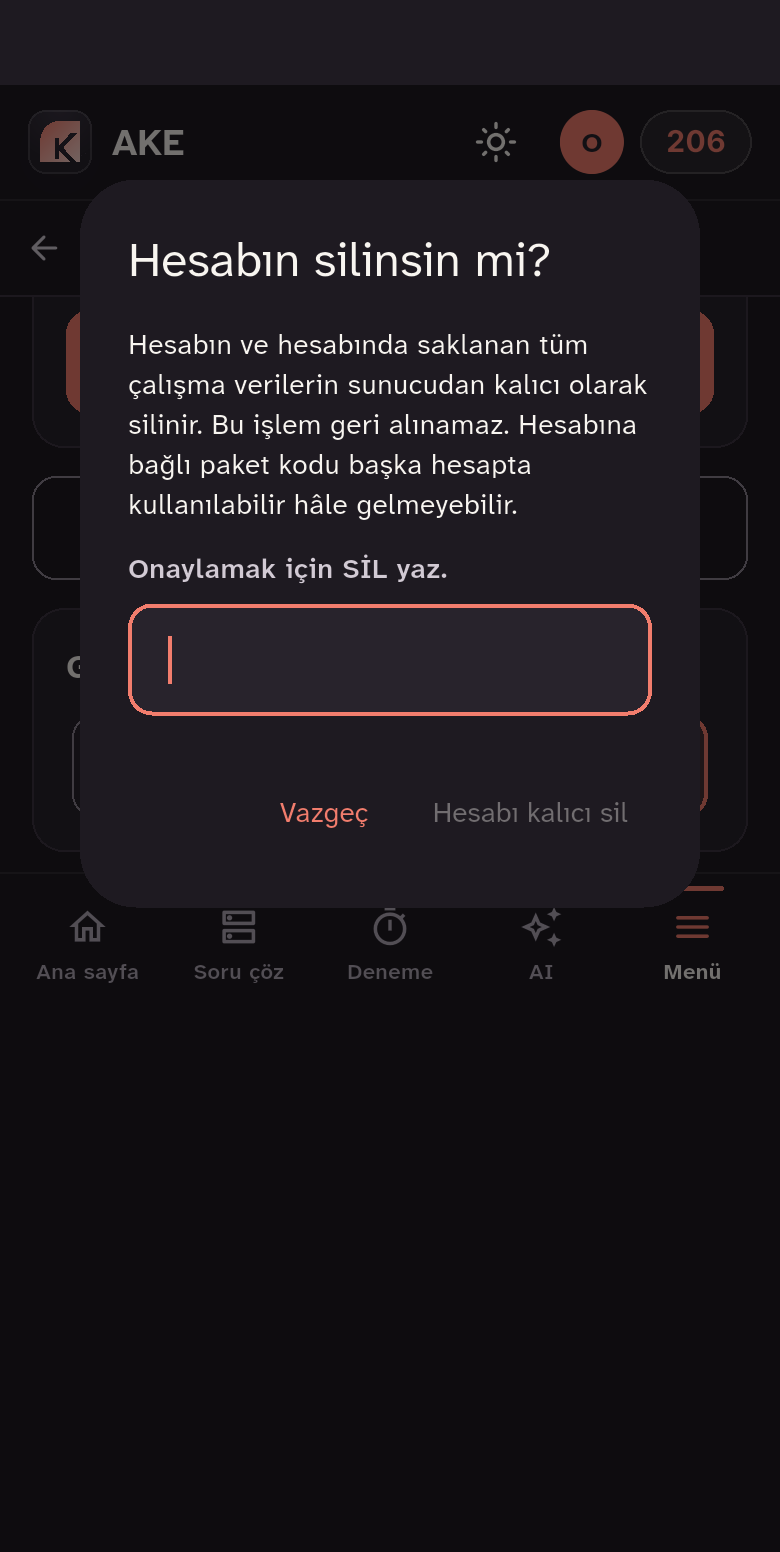 AKE
O
206
Hesabın silinsin mi?
Hesabın ve hesabında saklanan tüm
çalışma verilerin sunucudan kalıcı olarak
silinir. Bu işlem geri alınamaz. Hesabına
bağlı paket kodu başka hesapta
kullanılabilir hâle gelmeyebilir.
Onaylamak için SİL yaz.
Vazgeç
Hesabı kalıcı sil
Ana sayfa
Soru çöz
Deneme
AI
Menü